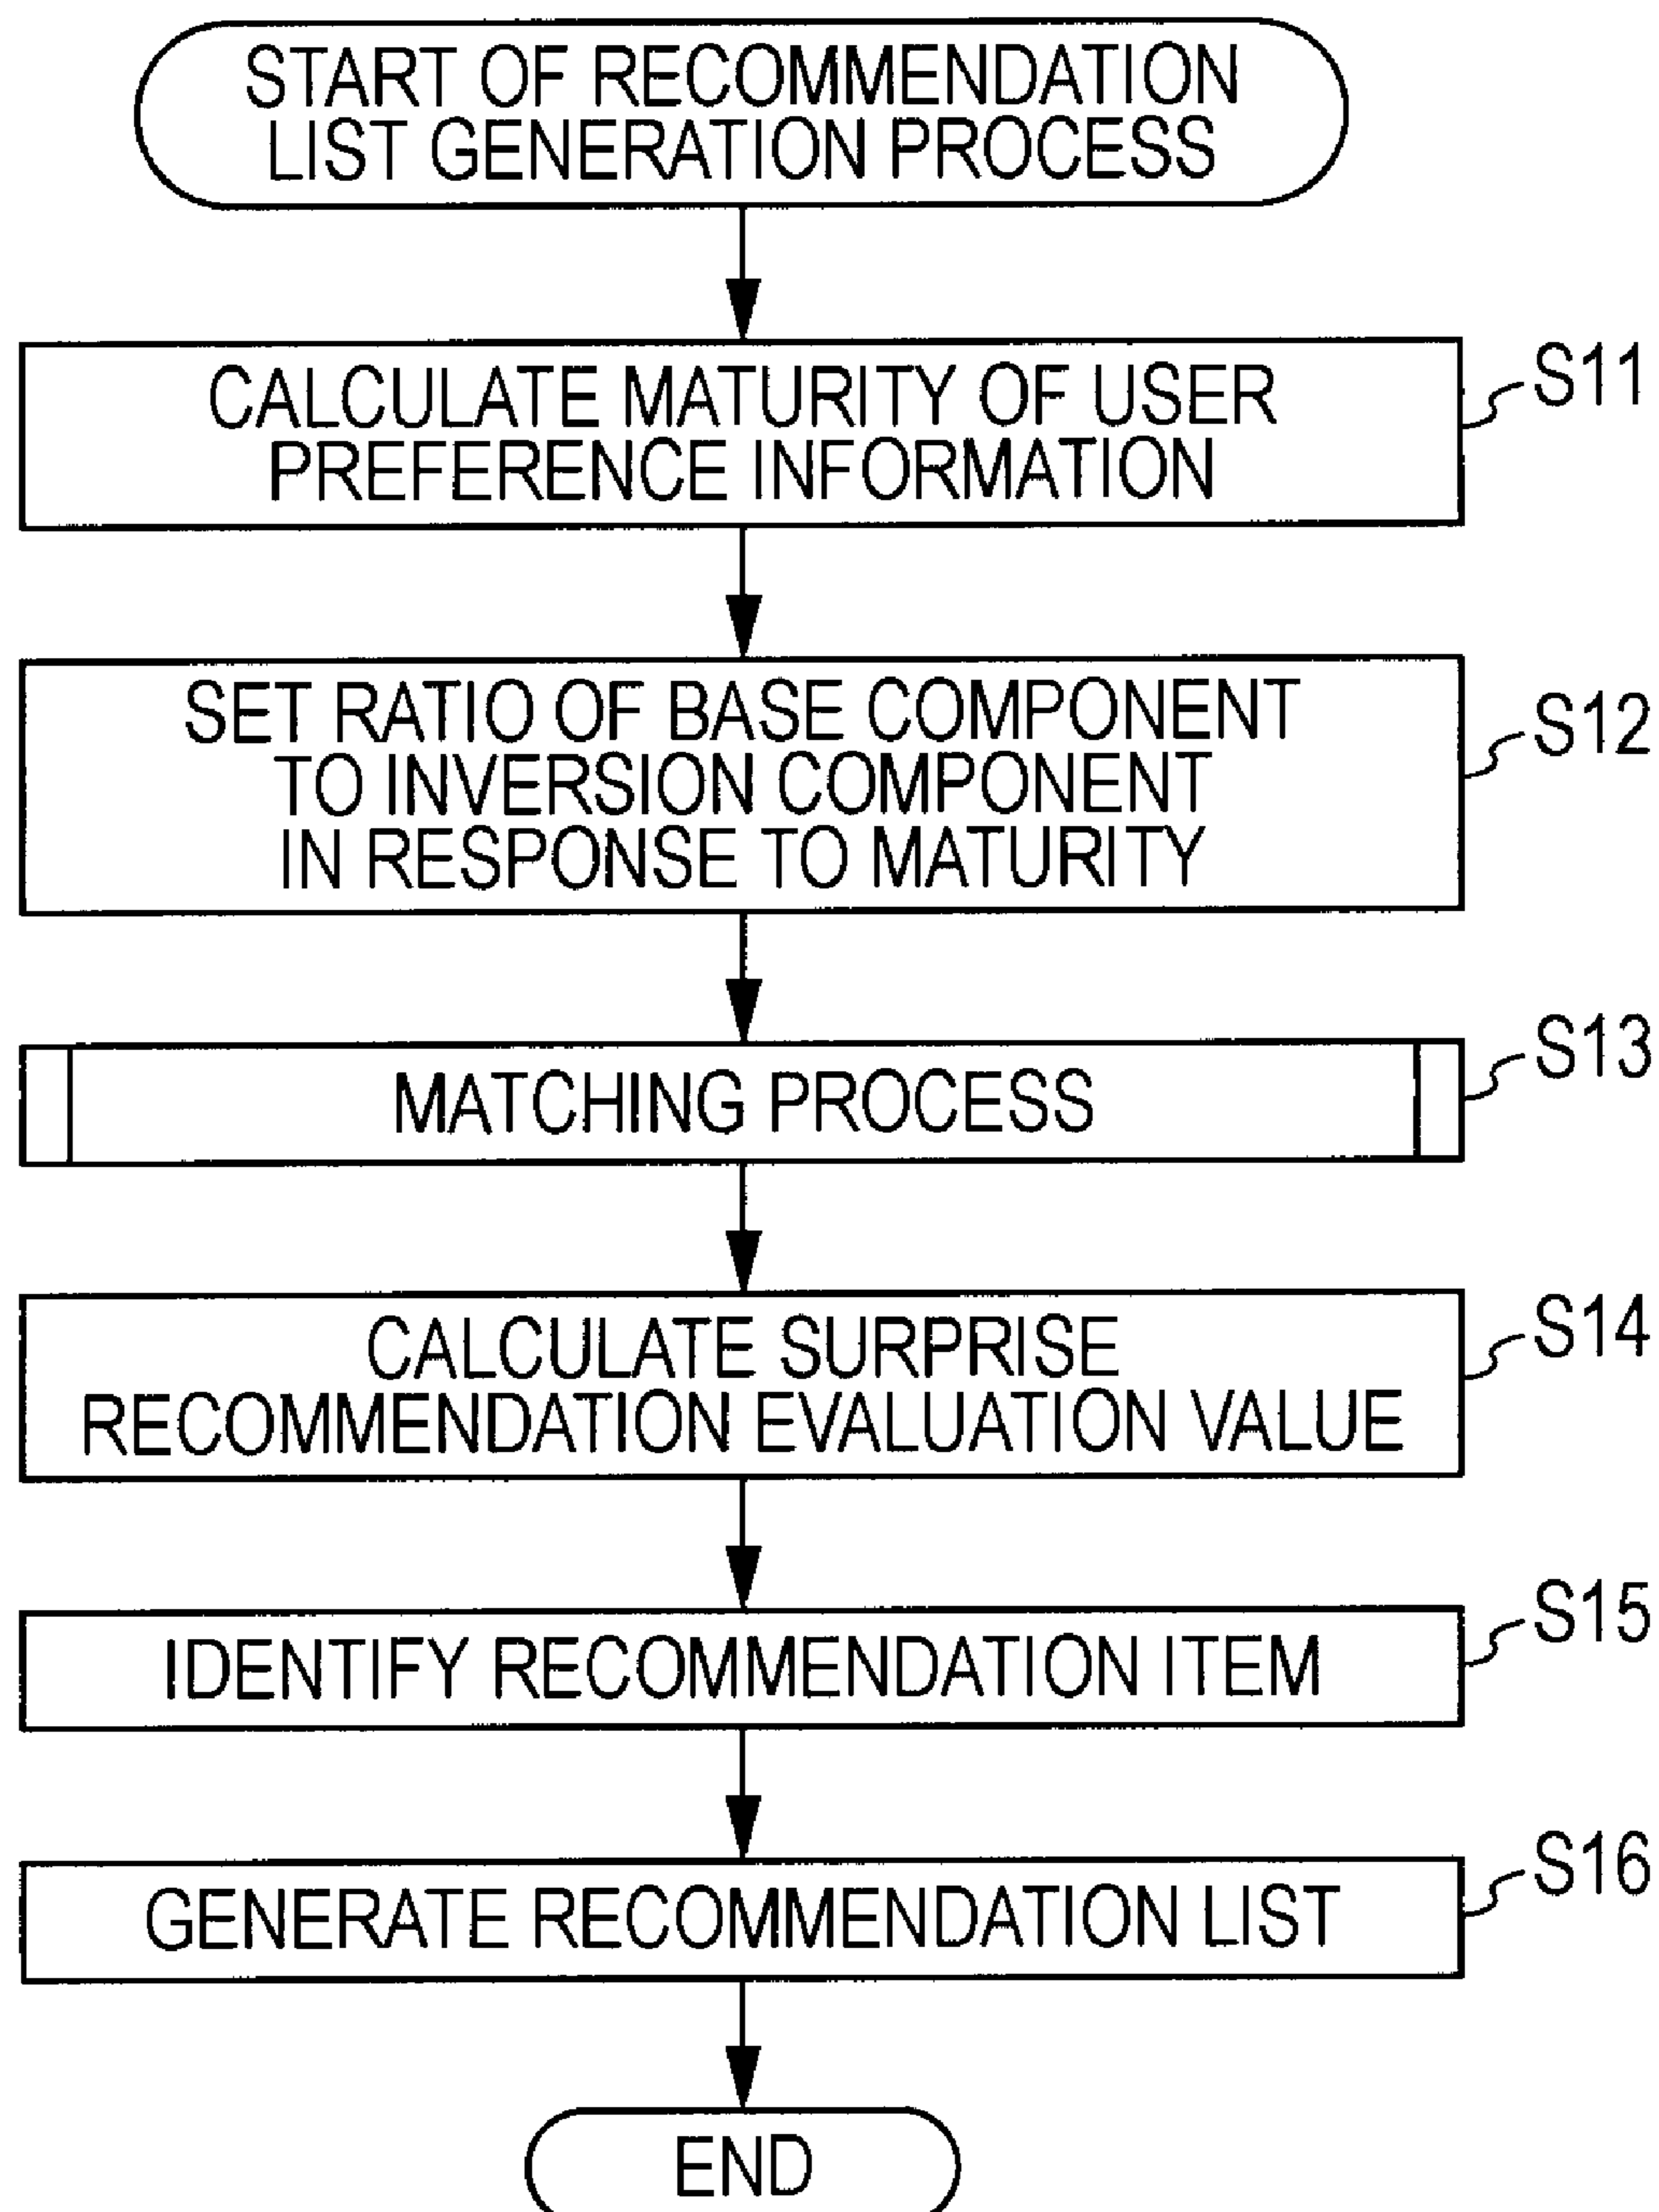 START OF RECOMMENDATION
LIST GENERATION PROCESS
CALCULATE MATURITY OF USER
PREFERENCE INFORMATION
S11
SET RATIO OF BASE COMPONENT
TO INVERSION COMPONENT
IN RESPONSE TO MATURITY
S12
MATCHING PROCESS
S13
CALCULATE SURPRISE
RECOMMENDATION EVALUATION VALUE
S14
IDENTIFY RECOMMENDATION ITEM
S15
GENERATE RECOMMENDATION LIST
S16
END